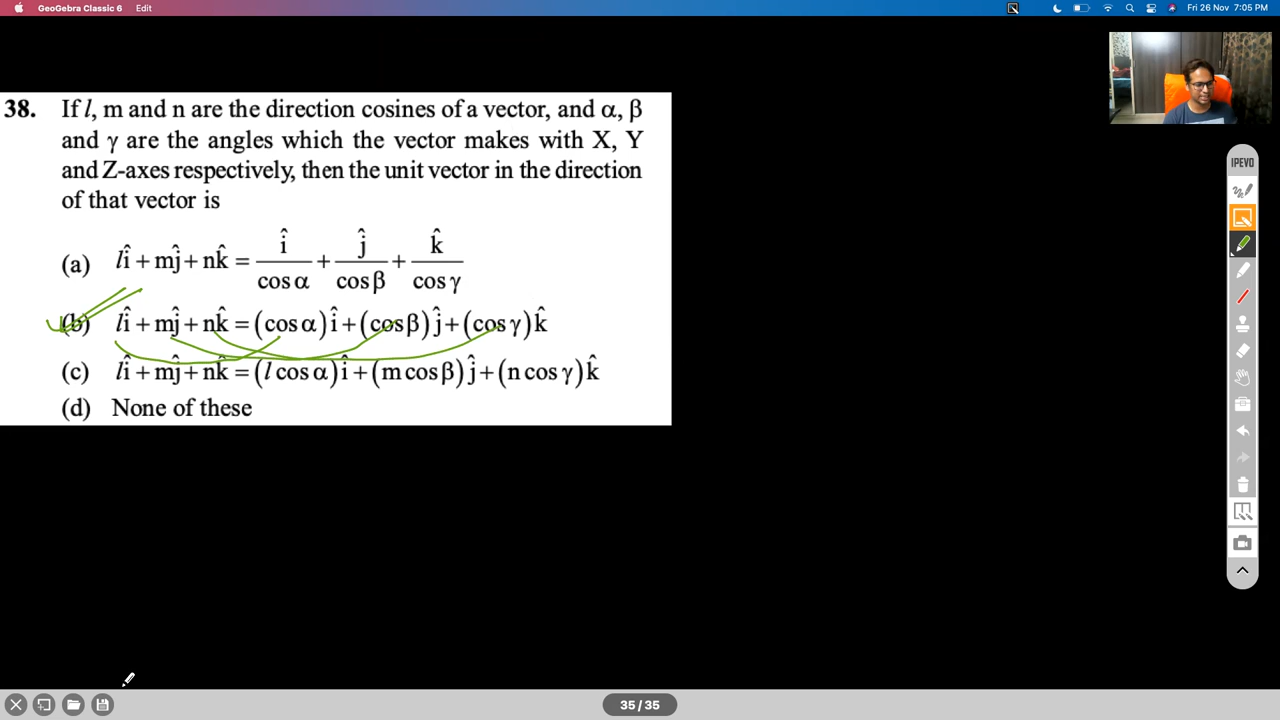 GeoGebra Classic 6 Edit Fri 26 Nov 7:05 PM
IPEVO
38. If l, m and n are the direction cosines of a vector, and α, β
and γ are the angles which the vector makes with X, Y
and Z-axes respectively, then the unit vector in the direction
of that vector is
(a) lî + mĵ + nk̂ = î/cos α + ĵ/cos β + k̂/cos γ
(b) lî + mĵ + nk̂ = (cos α) î + (cos β) ĵ + (cos γ) k̂
(c) lî + mĵ + nk̂ = (l cos α) î + (m cos β) ĵ + (n cos γ) k̂
(d) None of these
35 / 35